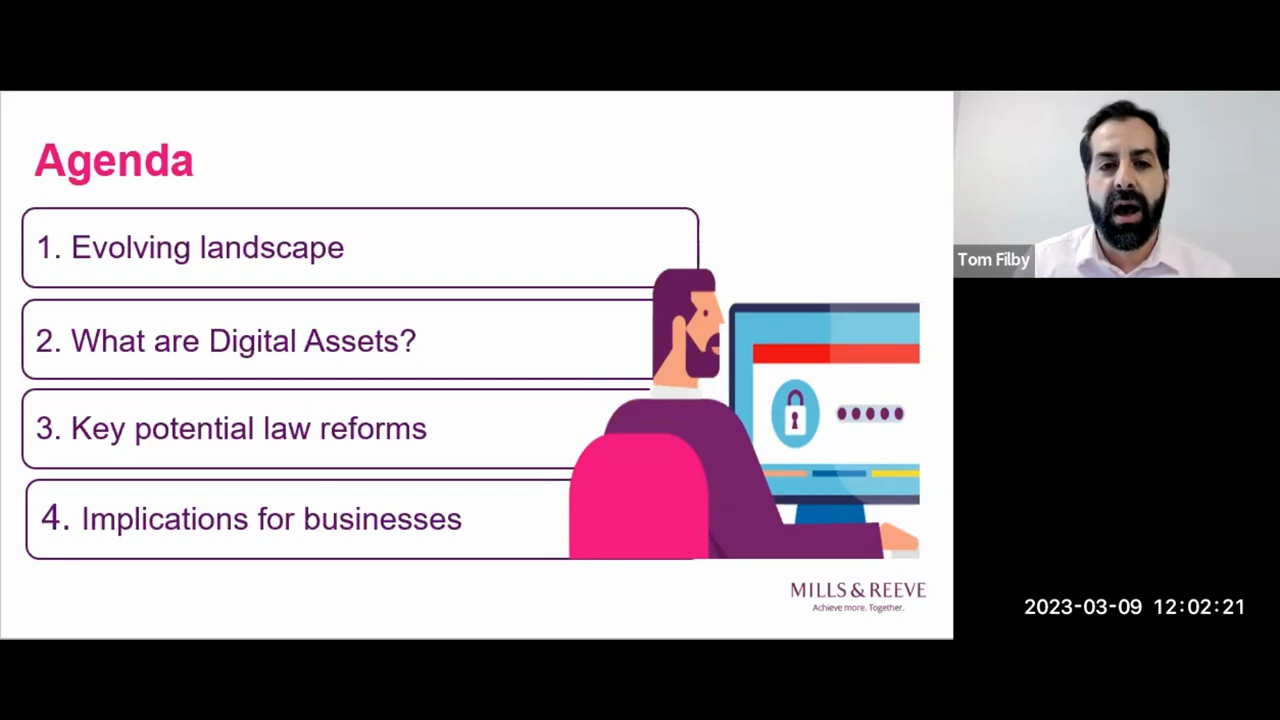 Agenda
1. Evolving landscape
2. What are Digital Assets?
3. Key potential law reforms
4. Implications for businesses
MILLS & REEVE
Achieve more. Together.
Tom Filby
2023-03-09 12:02:21